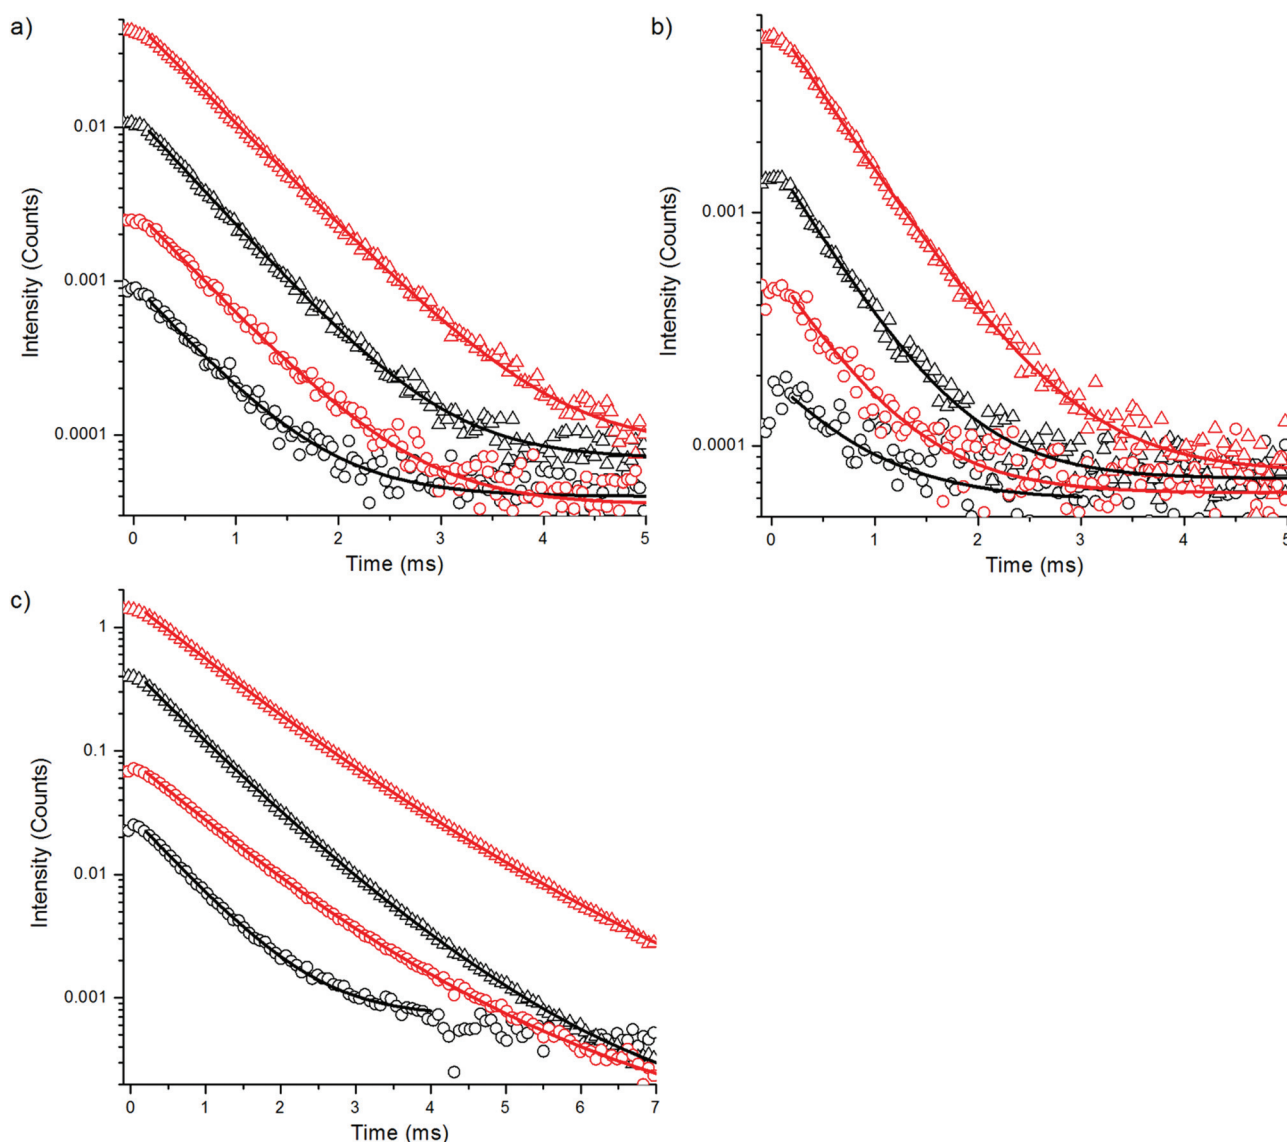 a)
0.01
0.001
0.0001
Intensity (Counts)
0 1 2 3 4 5
Time (ms)
b)
0.001
0.0001
Intensity (Counts)
0 1 2 3 4 5
Time (ms)
c)
1
0.1
0.01
0.001
Intensity (Counts)
0 1 2 3 4 5 6 7
Time (ms)